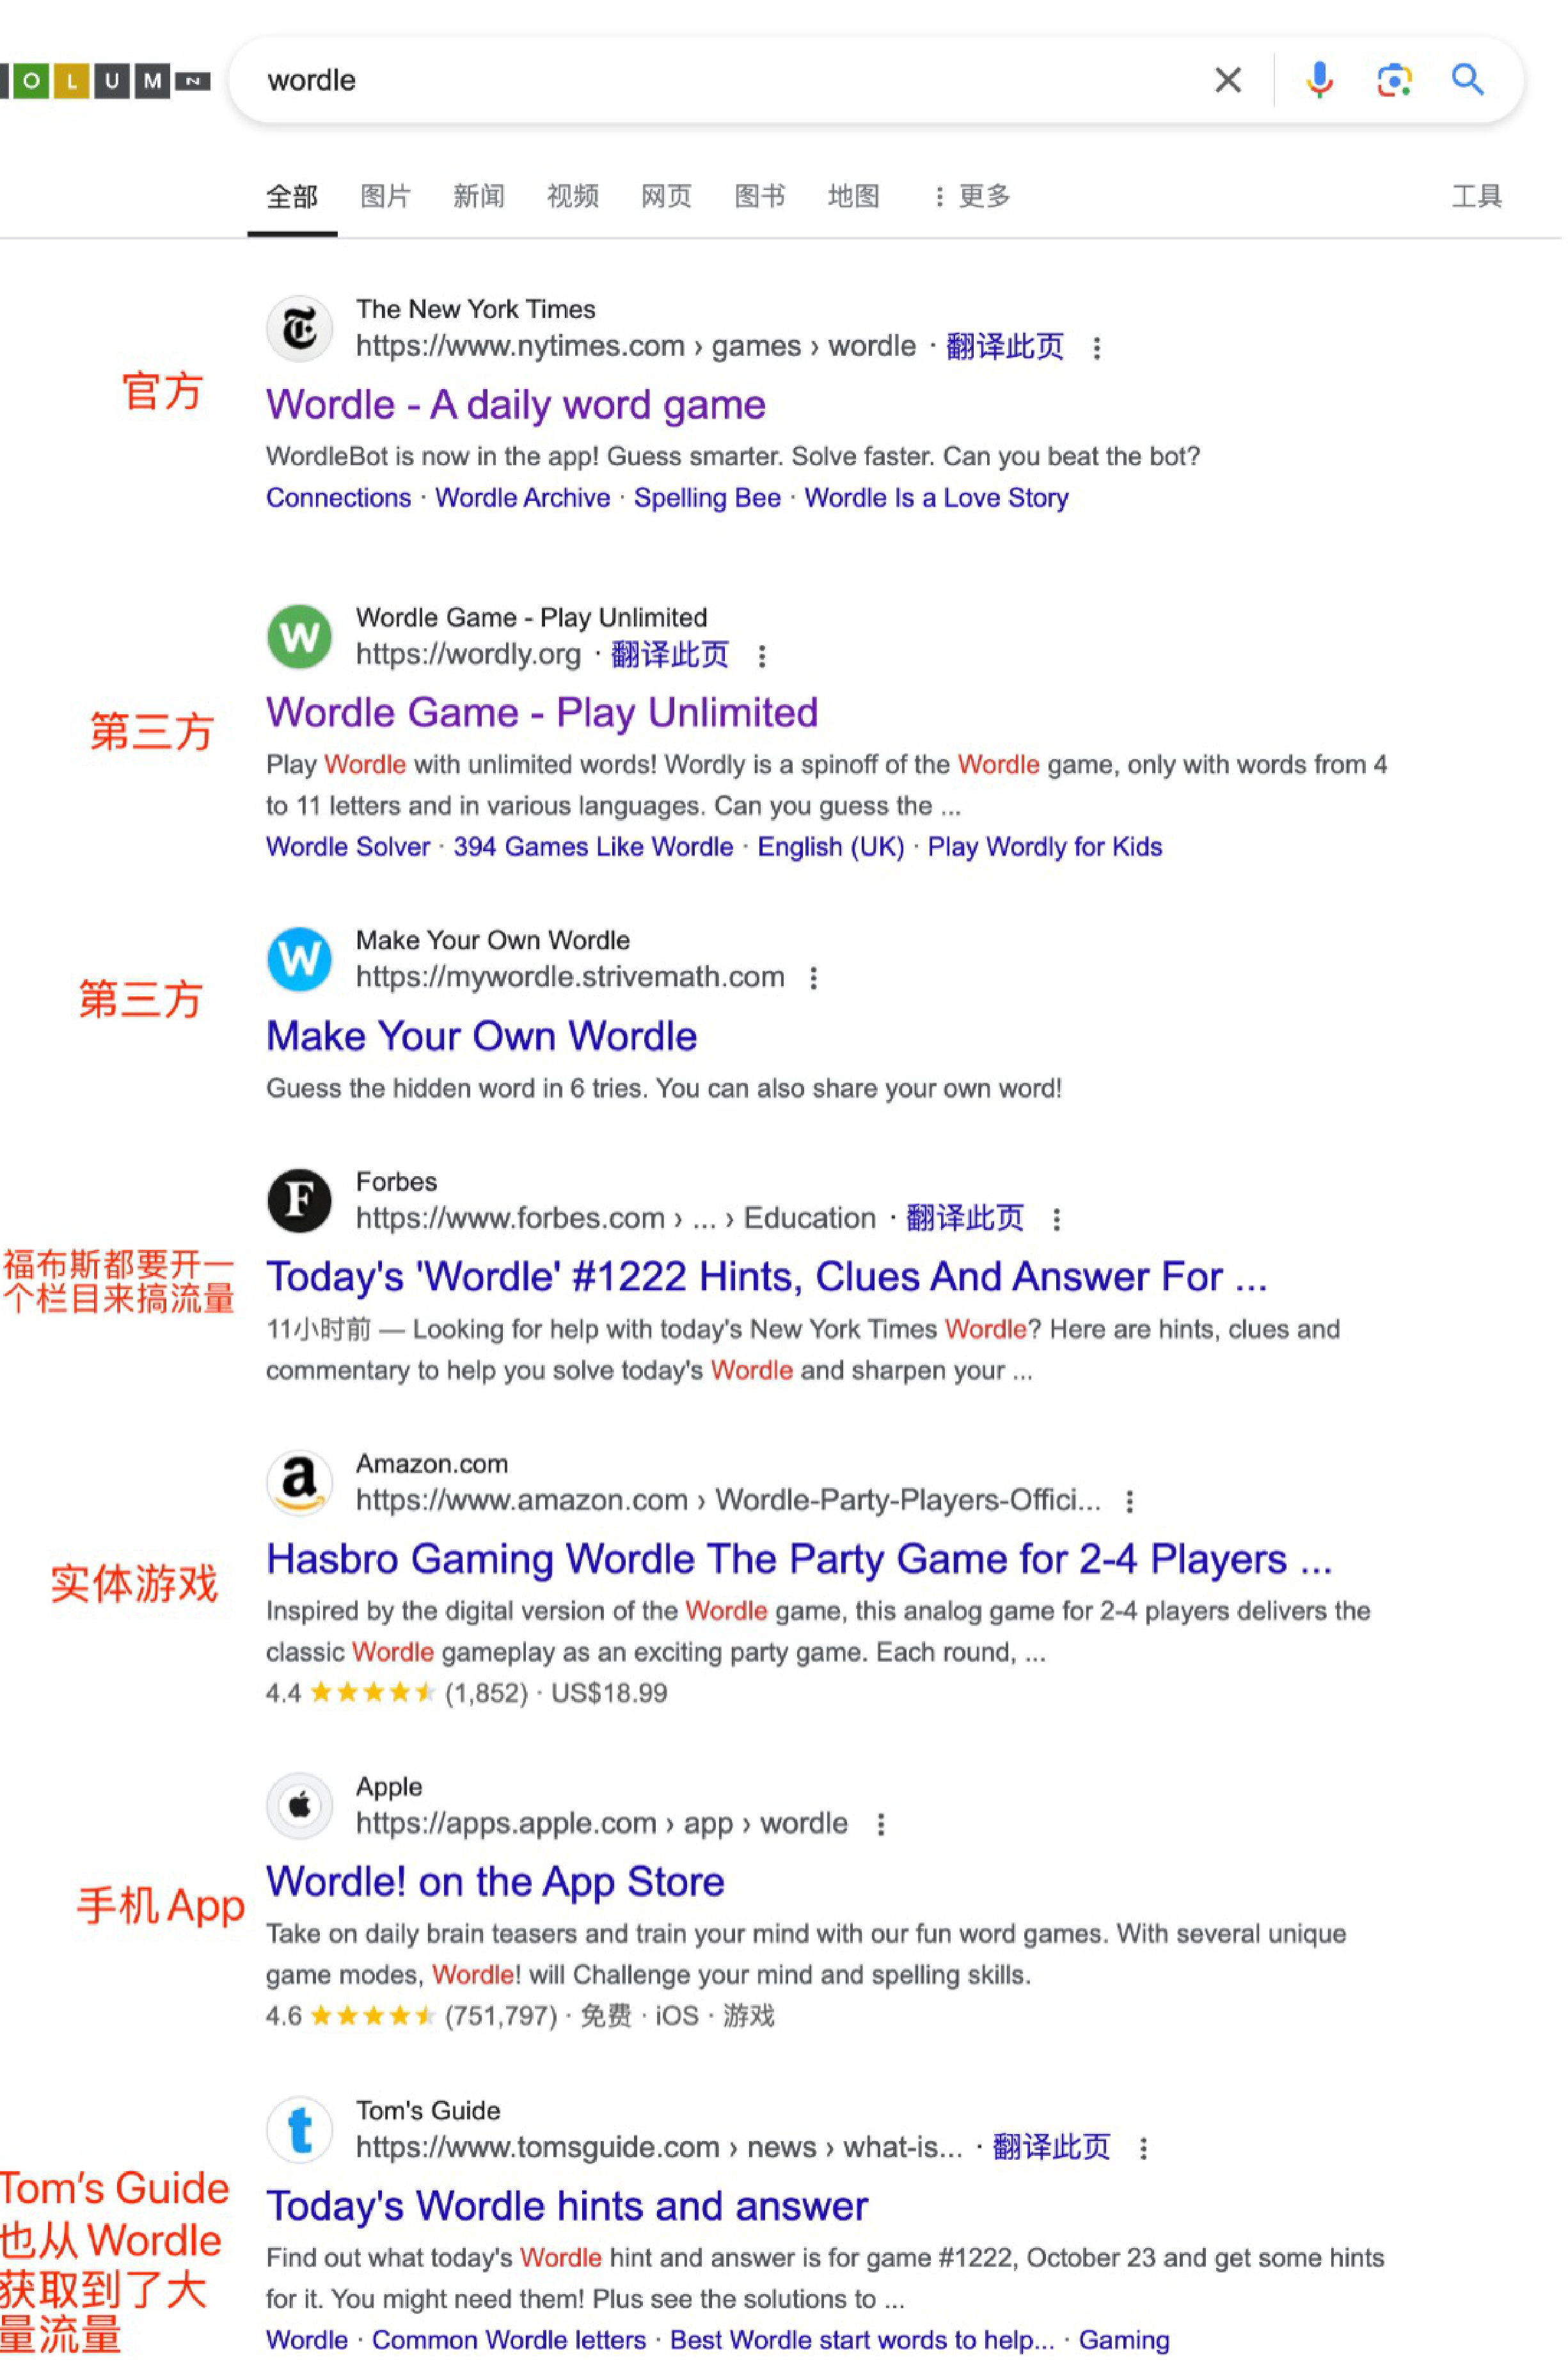 O L U M N
wordle
全部 图片 新闻 视频 网页 图书 地图 更多 工具
The New York Times
https://www.nytimes.com › games › wordle · 翻译此页
官方
Wordle - A daily word game
WordleBot is now in the app! Guess smarter. Solve faster. Can you beat the bot?
Connections · Wordle Archive · Spelling Bee · Wordle Is a Love Story
W
Wordle Game - Play Unlimited
https://wordly.org · 翻译此页
第三方
Wordle Game - Play Unlimited
Play Wordle with unlimited words! Wordly is a spinoff of the Wordle game, only with words from 4
to 11 letters and in various languages. Can you guess the ...
Wordle Solver · 394 Games Like Wordle · English (UK) · Play Wordly for Kids
W
Make Your Own Wordle
https://mywordle.strivemath.com
第三方
Make Your Own Wordle
Guess the hidden word in 6 tries. You can also share your own word!
F
Forbes
https://www.forbes.com › ... › Education · 翻译此页
福布斯都要开一
个栏目来搞流量
Today's 'Wordle' #1222 Hints, Clues And Answer For ...
11小时前 — Looking for help with today's New York Times Wordle? Here are hints, clues and
commentary to help you solve today's Wordle and sharpen your ...
a
Amazon.com
https://www.amazon.com › Wordle-Party-Players-Offici...
实体游戏
Hasbro Gaming Wordle The Party Game for 2-4 Players ...
Inspired by the digital version of the Wordle game, this analog game for 2-4 players delivers the
classic Wordle gameplay as an exciting party game. Each round, ...
4.4 ★★★★★ (1,852) · US$18.99
Apple
https://apps.apple.com › app › wordle
手机App
Wordle! on the App Store
Take on daily brain teasers and train your mind with our fun word games. With several unique
game modes, Wordle! will Challenge your mind and spelling skills.
4.6 ★★★★★ (751,797) · 免费 · iOS · 游戏
t
Tom's Guide
https://www.tomsguide.com › news › what-is... · 翻译此页
Tom's Guide
也从Wordle
获取到了大
量流量
Today's Wordle hints and answer
Find out what today's Wordle hint and answer is for game #1222, October 23 and get some hints
for it. You might need them! Plus see the solutions to ...
Wordle · Common Wordle letters · Best Wordle start words to help... · Gaming